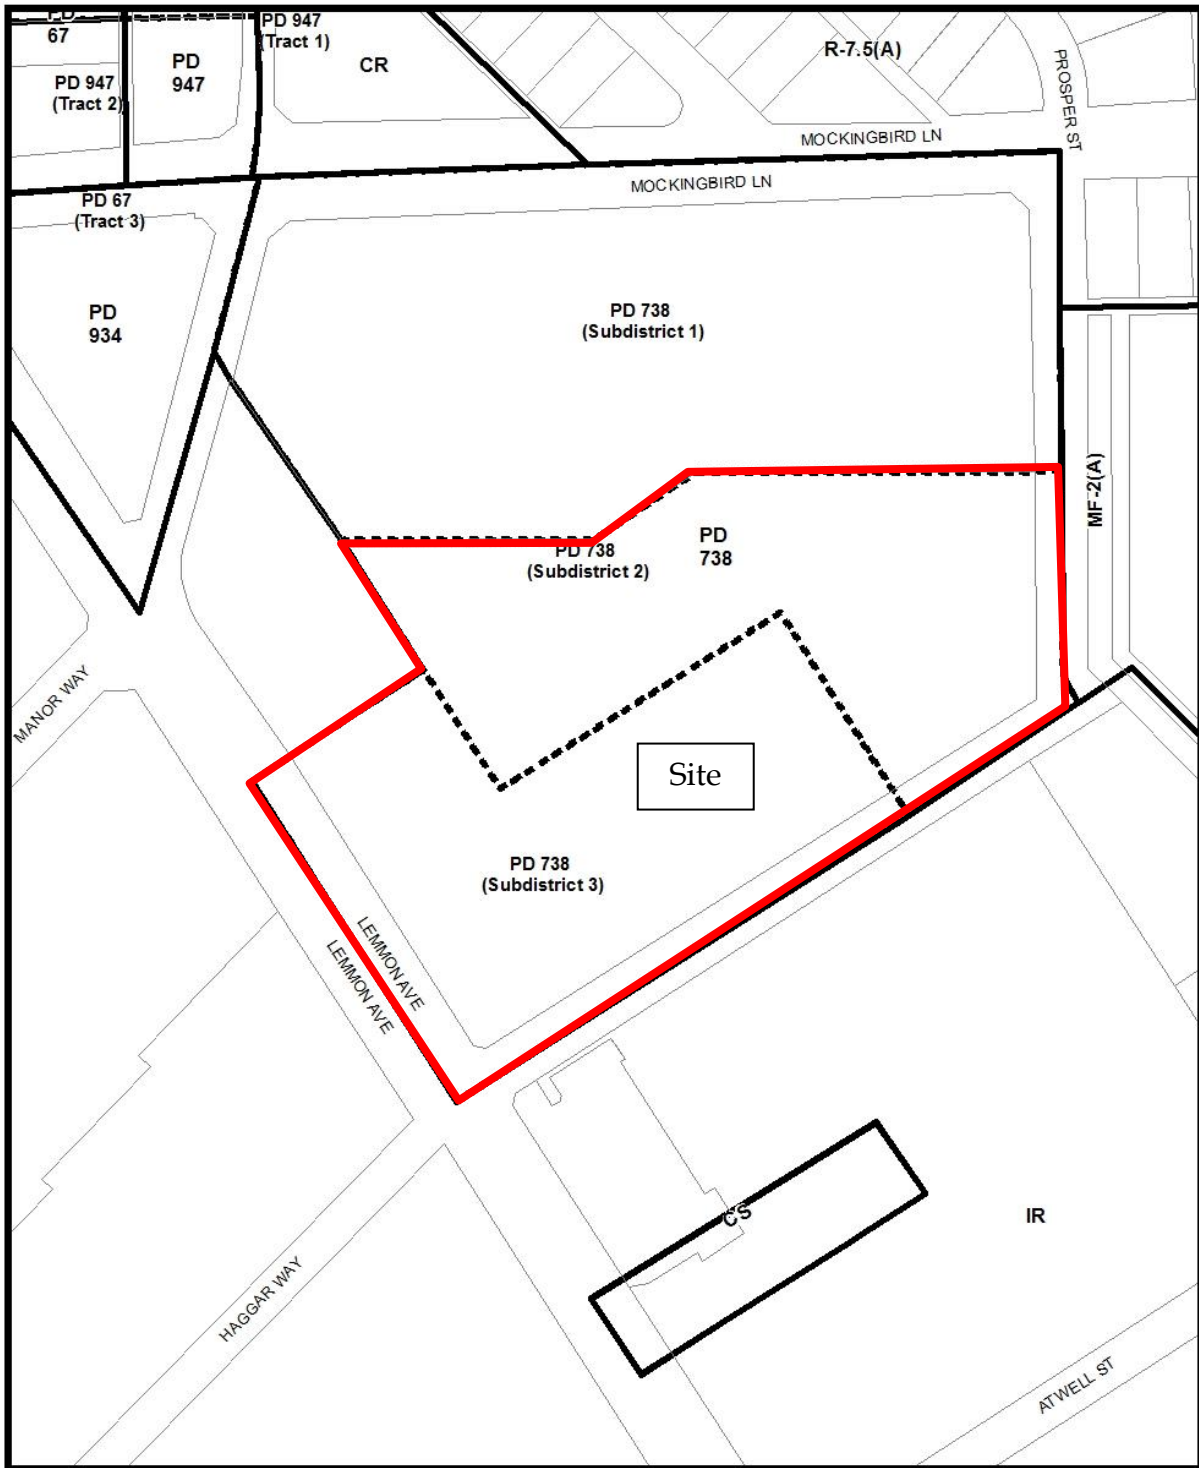 PD
67
PD 947
(Tract 1)
PD
947
CR
R-7.5(A)
PD 947
(Tract 2)
PROSPER ST
MOCKINGBIRD LN
MOCKINGBIRD LN
PD 67
(Tract 3)
PD
934
PD 738
(Subdistrict 1)
MF-2(A)
PD 738
(Subdistrict 2)
PD
738
MANOR WAY
Site
PD 738
(Subdistrict 3)
LEMMON AVE
LEMMON AVE
CS
IR
HAGGAR WAY
ATWELL ST